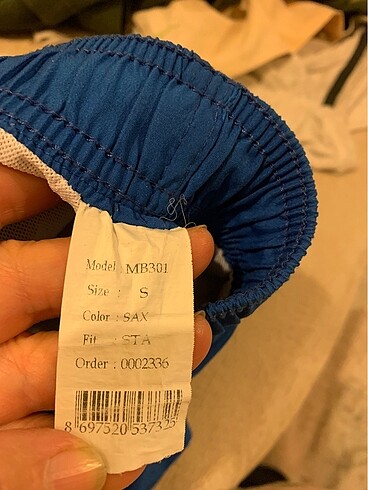 Model : MB301
Size : S
Color : SAX
Fit : STA
Order : 0002336
8 697520 537325